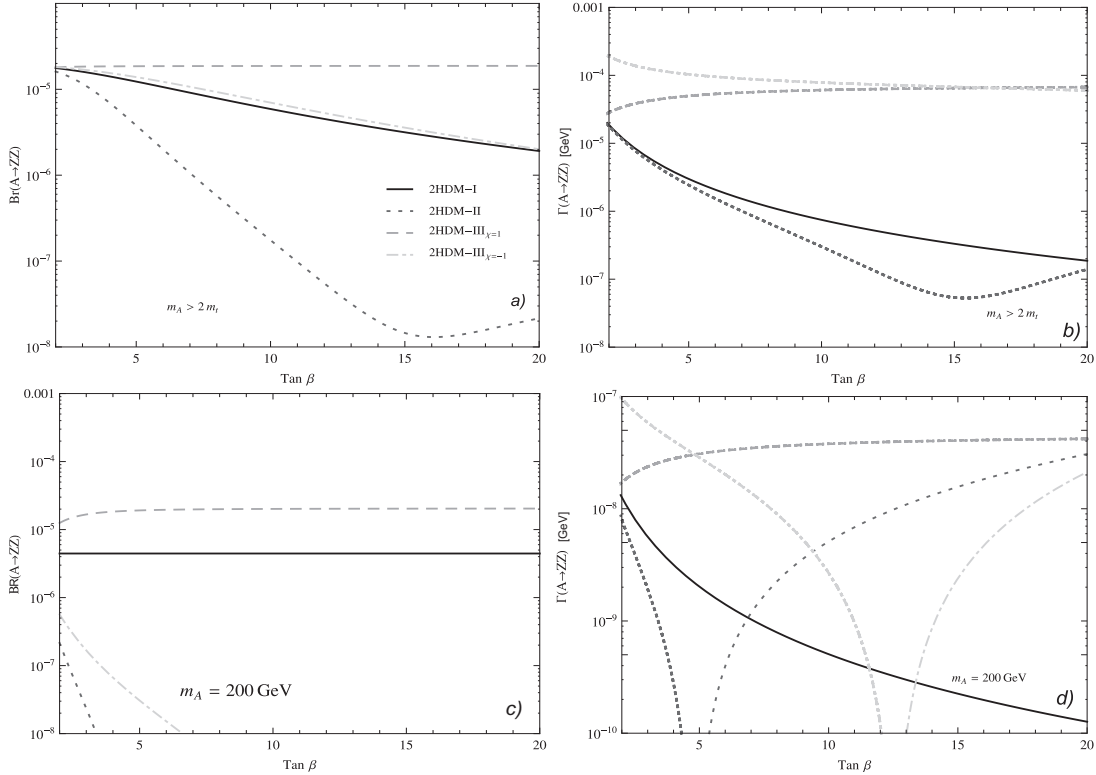 Br(A→ZZ)
10⁻⁵
10⁻⁶
10⁻⁷
10⁻⁸
2HDM−I
2HDM−II
2HDM−III_χ=1
2HDM−III_χ=−1
m_A > 2 m_t
a)
5 10 15 20
Tan β
Γ(A→ZZ) [GeV]
0.001
10⁻⁴
10⁻⁵
10⁻⁶
10⁻⁷
10⁻⁸
m_A > 2 m_t
b)
5 10 15 20
Tan β
BR(A→ZZ)
0.001
10⁻⁴
10⁻⁵
10⁻⁶
10⁻⁷
10⁻⁸
m_A = 200 GeV
c)
5 10 15 20
Tan β
Γ(A→ZZ) [GeV]
10⁻⁷
10⁻⁸
10⁻⁹
10⁻¹⁰
m_A = 200 GeV
d)
5 10 15 20
Tan β